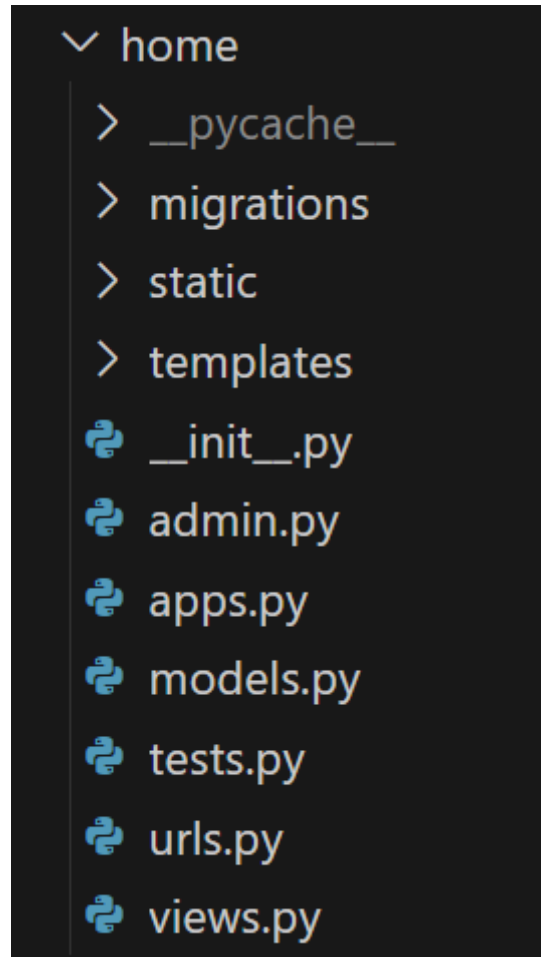 home
__pycache__
migrations
static
templates
__init__.py
admin.py
apps.py
models.py
tests.py
urls.py
views.py